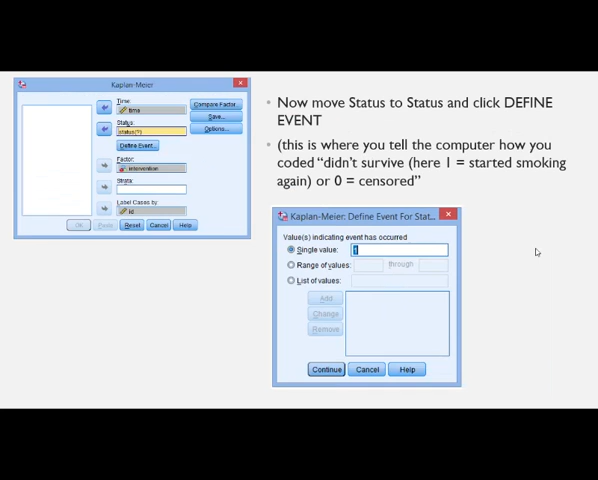 Kaplan-Meier
Time:
time
Status:
status(?)
Define Event...
Factor:
intervention
Strata:
Label Cases by:
id
Compare Factor...
Save...
Options...
OK
Paste
Reset
Cancel
Help
Now move Status to Status and click DEFINE
EVENT
(this is where you tell the computer how you
coded “didn’t survive (here 1 = started smoking
again) or 0 = censored”
Kaplan-Meier: Define Event For Stat...
Value(s) indicating event has occurred
Single value:
1
Range of values:
through
List of values:
Add
Change
Remove
Continue
Cancel
Help